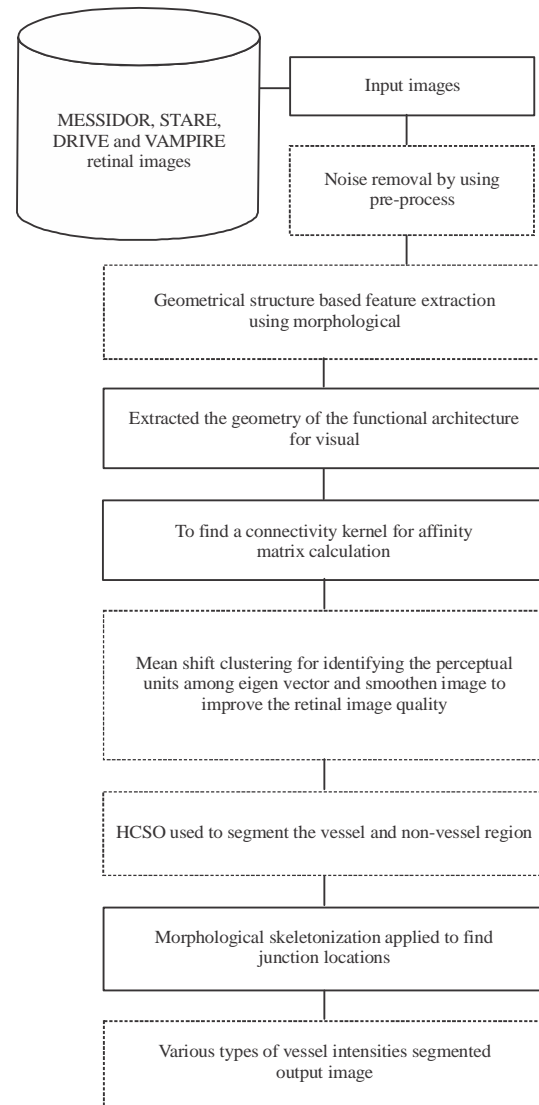 MESSIDOR, STARE,
DRIVE and VAMPIRE
retinal images
Input images
Noise removal by using
pre-process
Geometrical structure based feature extraction
using morphological
Extracted the geometry of the functional architecture
for visual
To find a connectivity kernel for affinity
matrix calculation
Mean shift clustering for identifying the perceptual
units among eigen vector and smoothen image to
improve the retinal image quality
HCSO used to segment the vessel and non-vessel region
Morphological skeletonization applied to find
junction locations
Various types of vessel intensities segmented
output image